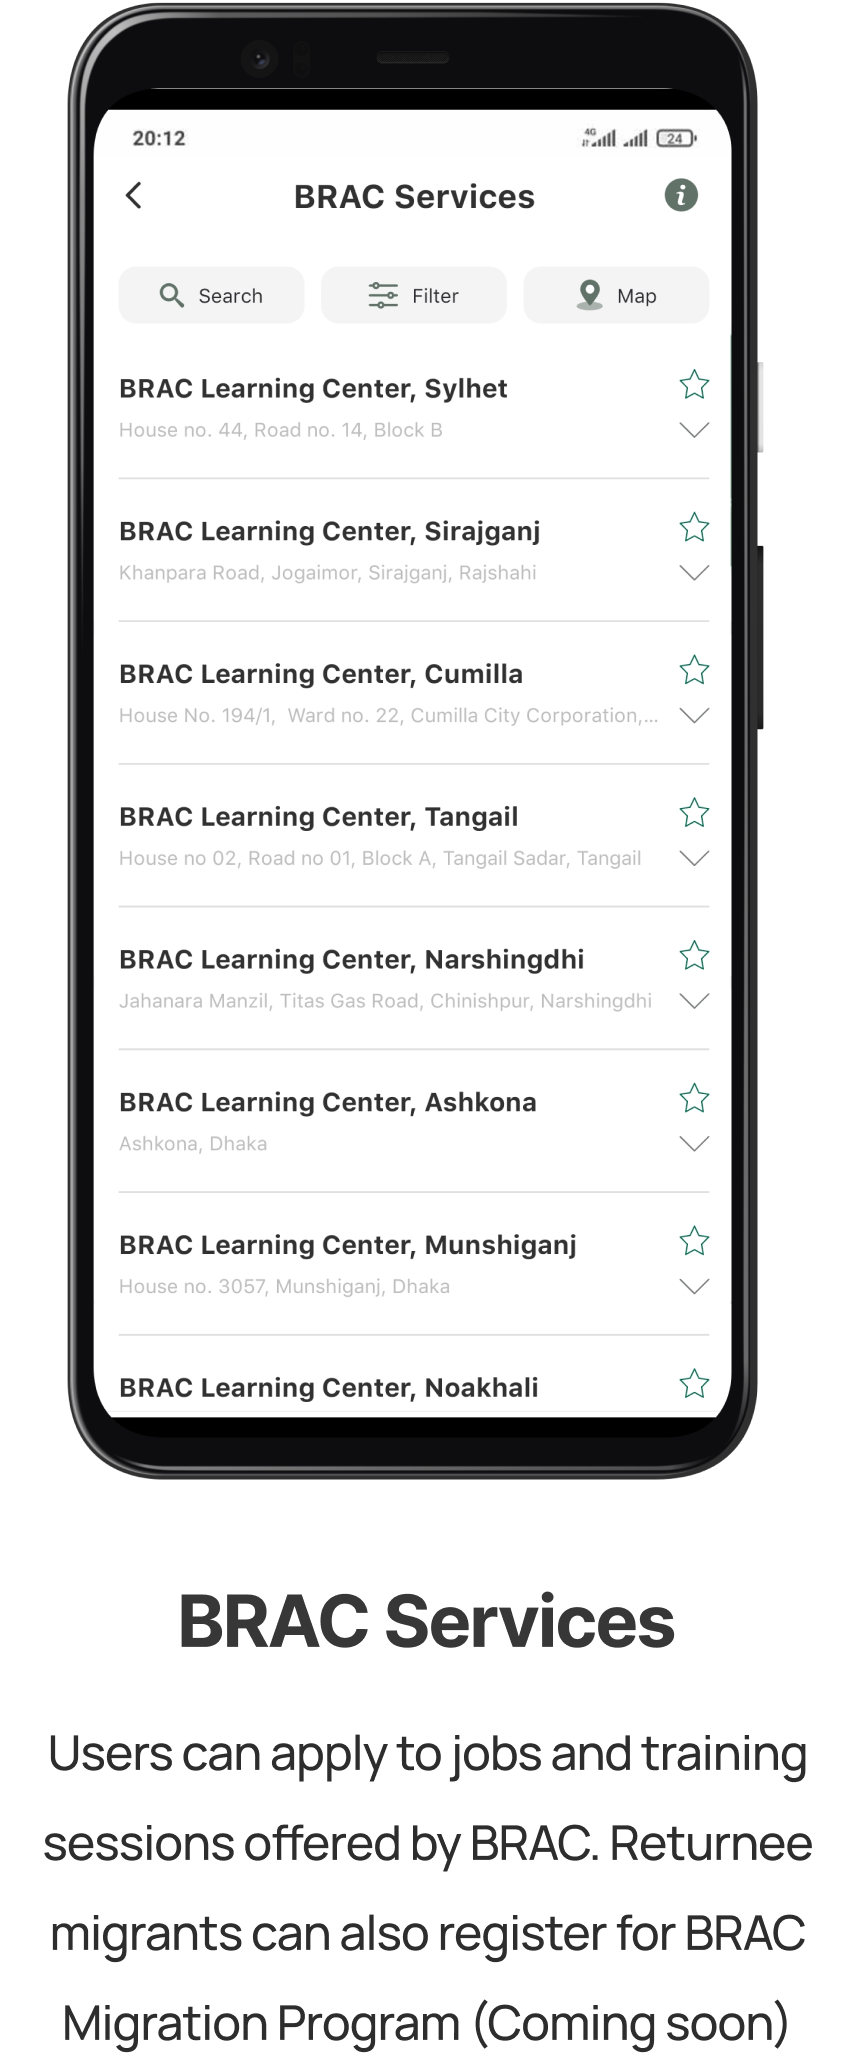 20:12
4G 24
BRAC Services
Search Filter Map
BRAC Learning Center, Sylhet
House no. 44, Road no. 14, Block B
BRAC Learning Center, Sirajganj
Khanpara Road, Jogaimor, Sirajganj, Rajshahi
BRAC Learning Center, Cumilla
House No. 194/1,  Ward no. 22, Cumilla City Corporation,...
BRAC Learning Center, Tangail
House no 02, Road no 01, Block A, Tangail Sadar, Tangail
BRAC Learning Center, Narshingdhi
Jahanara Manzil, Titas Gas Road, Chinishpur, Narshingdhi
BRAC Learning Center, Ashkona
Ashkona, Dhaka
BRAC Learning Center, Munshiganj
House no. 3057, Munshiganj, Dhaka
BRAC Learning Center, Noakhali
BRAC Services
Users can apply to jobs and training
sessions offered by BRAC. Returnee
migrants can also register for BRAC
Migration Program (Coming soon)